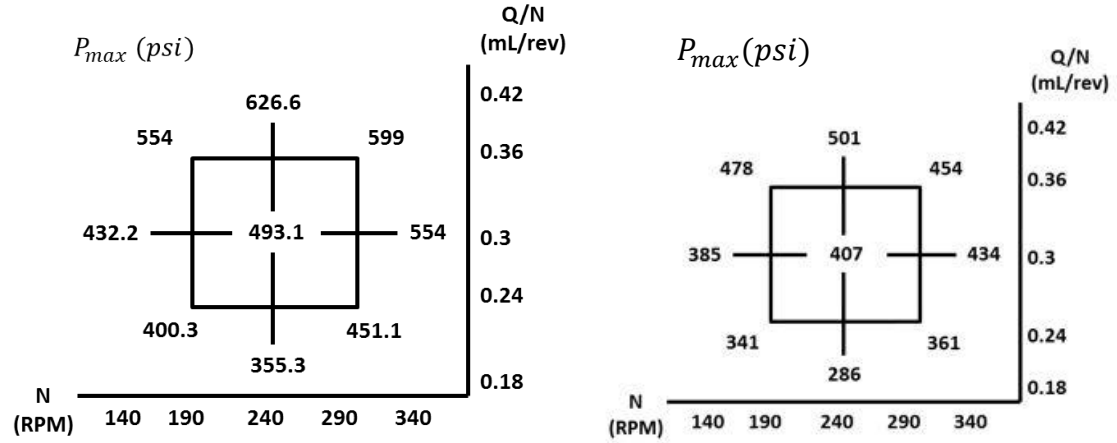 P_max (psi)
Q/N
(mL/rev)
626.6
0.42
554
599
0.36
432.2
493.1
554
0.3
0.24
400.3
451.1
355.3
0.18
N
(RPM)
140 190 240 290 340
P_max(psi)
Q/N
(mL/rev)
501
0.42
478
454
0.36
385
407
434
0.3
341
361
0.24
286
0.18
N
(RPM)
140 190 240 290 340